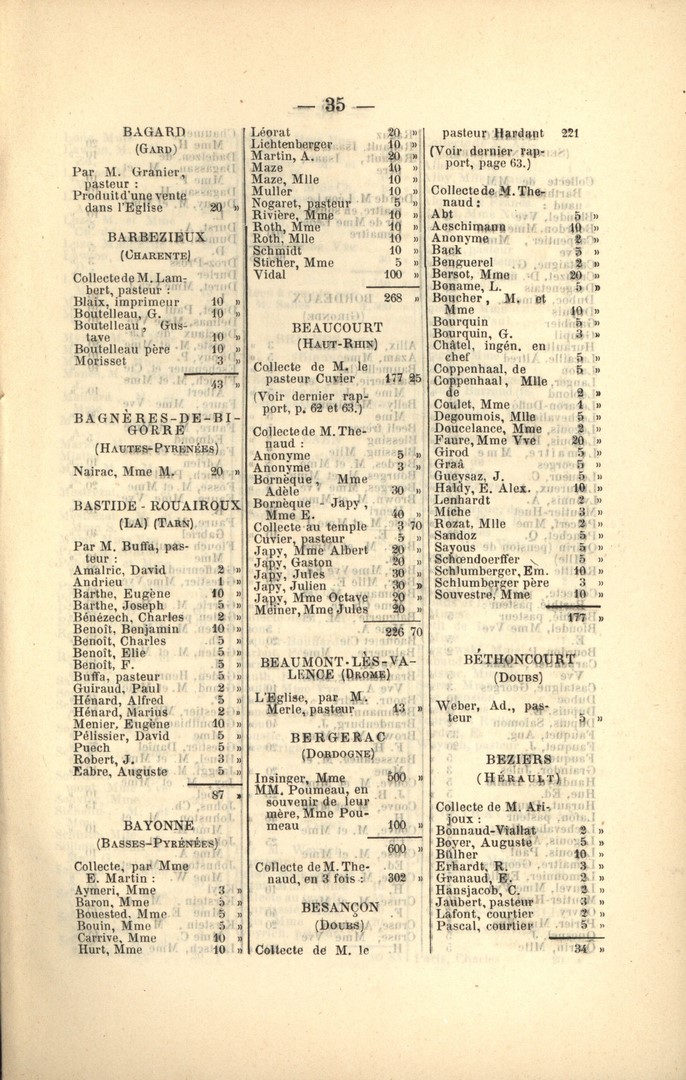 — 35 —
BAGARD
(GARD)
Par M. Granier,
pasteur :
Produit d'une vente
dans l'Eglise 20 »
BARBEZIEUX
(CHARENTE)
Collecte de M. Lam-
bert, pasteur :
Blaix, imprimeur 10 »
Boutelleau, G. 10 »
Boutelleau, Gus-
tave 10 »
Boutelleau père 10 »
Morisset 3 »
43 »
BAGNÈRES-DE-BI-
GORRE
(HAUTES-PYRÉNÉES)
Nairac, Mme M. 20 »
BASTIDE - ROUAIROUX
(LA) (TARN)
Par M. Buffa, pas-
teur :
Amalric, David 2 »
Andrieu 1 »
Barthe, Eugène 10 »
Barthe, Joseph 5 »
Bénézech, Charles 2 »
Benoît, Benjamin 10 »
Benoît, Charles 5 »
Benoît, Elie 5 »
Benoît, F. 5 »
Buffa, pasteur 5 »
Guiraud, Paul 2 »
Hénard, Alfred 5 »
Hénard, Marius 2 »
Menier, Eugène 10 »
Pélissier, David 5 »
Puech 5 »
Robert, J. 3 »
Fabre, Auguste 5 »
87 »
BAYONNE
(BASSES-PYRÉNÉES)
Collecte, par Mme
E. Martin :
Aymeri, Mme 3 »
Baron, Mme 5 »
Bouested, Mme 5 »
Bouin, Mme 5 »
Carrive, Mme 10 »
Hurt, Mme 10 »
Léorat 20 »
Lichtenberger 10 »
Martin, A. 20 »
Maze 10 »
Maze, Mlle 10 »
Muller 10 »
Nogaret, pasteur 5 »
Rivière, Mme 10 »
Roth, Mme 10 »
Roth, Mlle 10 »
Schmidt 10 »
Sticher, Mme 5 »
Vidal 100 »
268 »
BEAUCOURT
(HAUT-RHIN)
Collecte de M. le
pasteur Cuvier 177 25
(Voir dernier rap-
port, p. 62 et 63.)
Collecte de M. The-
naud :
Anonyme 5 »
Anonyme 3 »
Bornèque, Mme
Adèle 30 »
Bornèque - Japy,
Mme E. 40 »
Collecte au temple 3 70
Cuvier, pasteur 5 »
Japy, Mme Albert 20 »
Japy, Gaston 20 »
Japy, Jules 30 »
Japy, Julien 30 »
Japy, Mme Octave 20 »
Meiner, Mme Jules 20 »
226 70
BEAUMONT-LÈS-VA-
LENCE (DROME)
L'Eglise, par M.
Merle, pasteur 13 »
BERGERAC
(DORDOGNE)
Insinger, Mme 500 »
MM. Poumeau, en
souvenir de leur
mère, Mme Pou-
meau 100 »
600 »
Collecte de M. The-
naud, en 3 fois : 302 »
BESANÇON
(DOUBS)
Collecte de M. le
pasteur Hardant 221
(Voir dernier rap-
port, page 63.)
Collecte de M. The-
naud :
Abt 5 »
Aeschimann 10 »
Anonyme 2 »
Back 5 »
Benguerel 2 »
Bersot, Mme 20 »
Boname, L. 5 »
Boucher, M. et
Mme 10 »
Bourquin 5 »
Bourquin, G. 3 »
Châtel, ingén. en
chef 5 »
Coppenhaal, de 5 »
Coppenhaal, Mlle
de 2 »
Coulet, Mme 1 »
Degoumois, Mlle 5 »
Doucelance, Mme 2 »
Faure, Mme Vve 20 »
Girod 5 »
Graâ 5 »
Gueysaz, J. 5 »
Haldy, E. Alex. 10 »
Lenhardt 2 »
Miche 3 »
Rozat, Mlle 2 »
Sandoz 5 »
Sayous 5 »
Schœndoerffer 5 »
Schlumberger, Em. 10 »
Schlumberger père 3 »
Souvestre, Mme 10 »
177 »
BÉTHONCOURT
(DOUBS)
Weber, Ad., pas-
teur 5 »
BEZIERS
(HÉRAULT)
Collecte de M. Ari-
joux :
Bonnaud-Viallat 2 »
Boyer, Auguste 5 »
Bülher 10 »
Erhardt, R. 3 »
Granaud, E. 2 »
Hansjacob, C. 2 »
Jaubert, pasteur 3 »
Lafont, courtier 2 »
Pascal, courtier 5 »
34 »